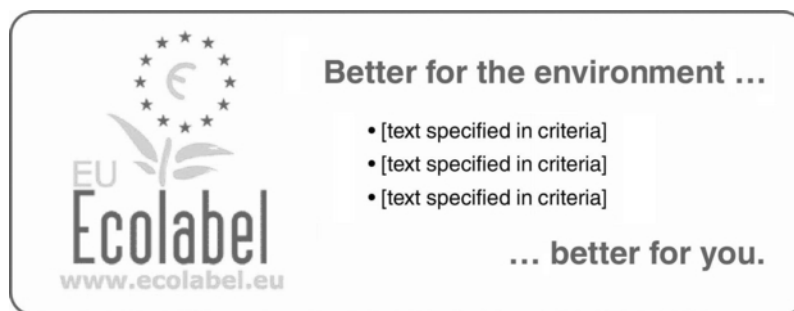 Better for the environment ...
• [text specified in criteria]
• [text specified in criteria]
• [text specified in criteria]
EU
Ecolabel
www.ecolabel.eu
... better for you.